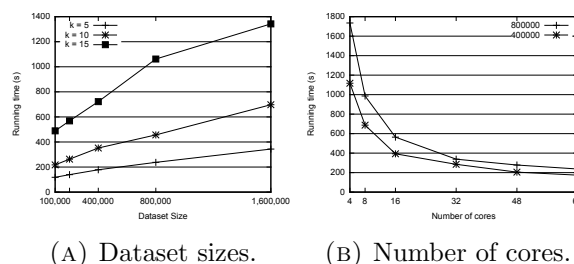 1400
1200
1000
800
600
400
200
0
Running time (s)
k = 5
k = 10
k = 15
100,000
400,000
800,000
1,600,000
Dataset Size
1800
1600
1400
1200
1000
800
600
400
200
0
Running time (s)
800000
400000
4 8 16 32 48
Number of cores
(A) Dataset sizes.
(B) Number of cores.